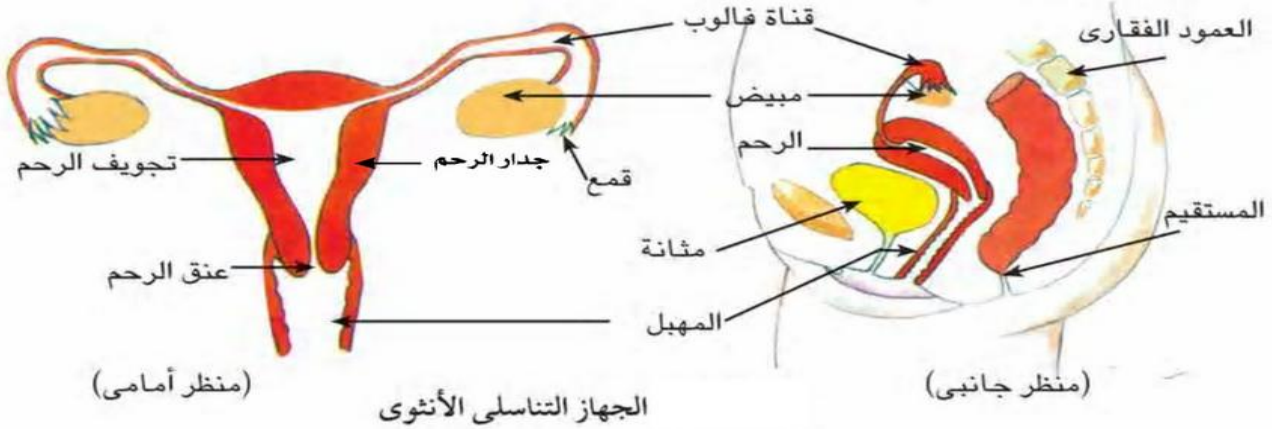 قناة فالوب
العمود الفقارى
مبيض
تجويف الرحم
جدار الرحم
قمع
الرحم
المستقيم
مثانة
عنق الرحم
المهبل
(منظر أمامى)
(منظر جانبى)
الجهاز التناسلى الأنثوى